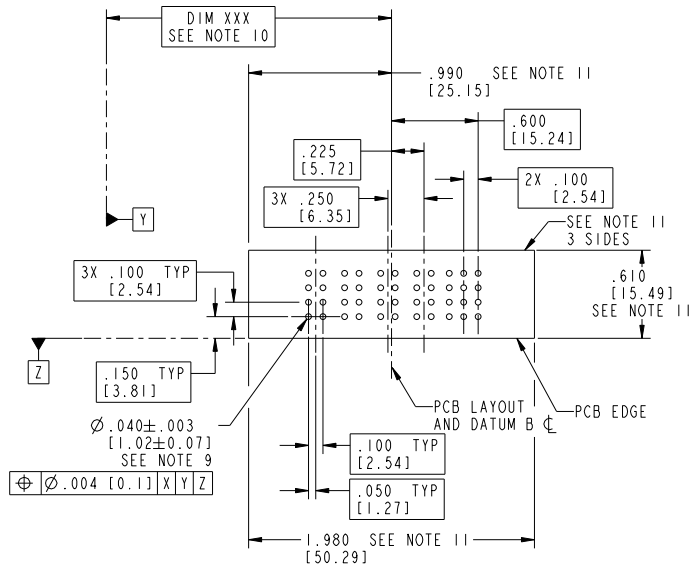 DIM XXX
SEE NOTE 10
.990 SEE NOTE 11
[25.15]
.600
[15.24]
.225
[5.72]
2X .100
[2.54]
3X .250
[6.35]
Y
SEE NOTE 11
3 SIDES
3X .100 TYP
[2.54]
.610
[15.49]
SEE NOTE 11
Z
.150 TYP
[3.81]
PCB LAYOUT
AND DATUM B ℄
PCB EDGE
Ø.040±.003
[1.02±0.07]
SEE NOTE 9
⌖ Ø.004 [0.1] X Y Z
.100 TYP
[2.54]
.050 TYP
[1.27]
1.980 SEE NOTE 11
[50.29]